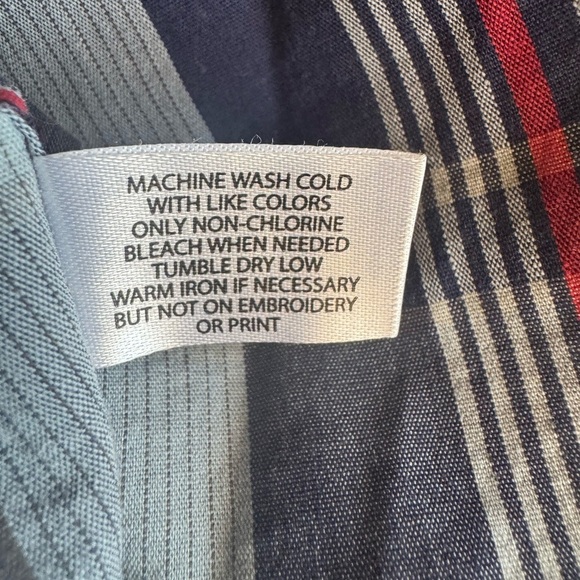 MACHINE WASH COLD
WITH LIKE COLORS
ONLY NON-CHLORINE
BLEACH WHEN NEEDED
TUMBLE DRY LOW
WARM IRON IF NECESSARY
BUT NOT ON EMBROIDERY
OR PRINT